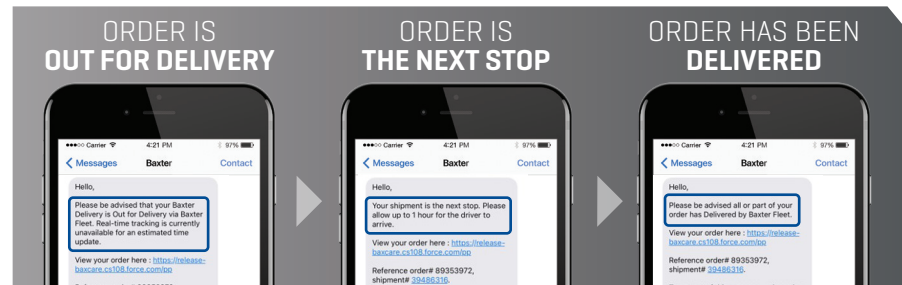 ORDER IS
OUT FOR DELIVERY
ORDER IS
THE NEXT STOP
ORDER HAS BEEN
DELIVERED
Carrier 4:21 PM 97%
Messages Baxter Contact
Hello,
Please be advised that your Baxter
Delivery is Out for Delivery via Baxter
Fleet. Real-time tracking is currently
unavailable for an estimated time
update.
View your order here : https://release-
baxcare.cs108.force.com/pp
Carrier 4:21 PM 97%
Messages Baxter Contact
Hello,
Your shipment is the next stop. Please
allow up to 1 hour for the driver to
arrive.
View your order here : https://release-
baxcare.cs108.force.com/pp
Reference order# 89353972,
shipment# 39486316.
Carrier 4:21 PM 97%
Messages Baxter Contact
Hello,
Please be advised all or part of your
order has Delivered by Baxter Fleet.
View your order here : https://release-
baxcare.cs108.force.com/pp
Reference order# 89353972,
shipment# 39486316.